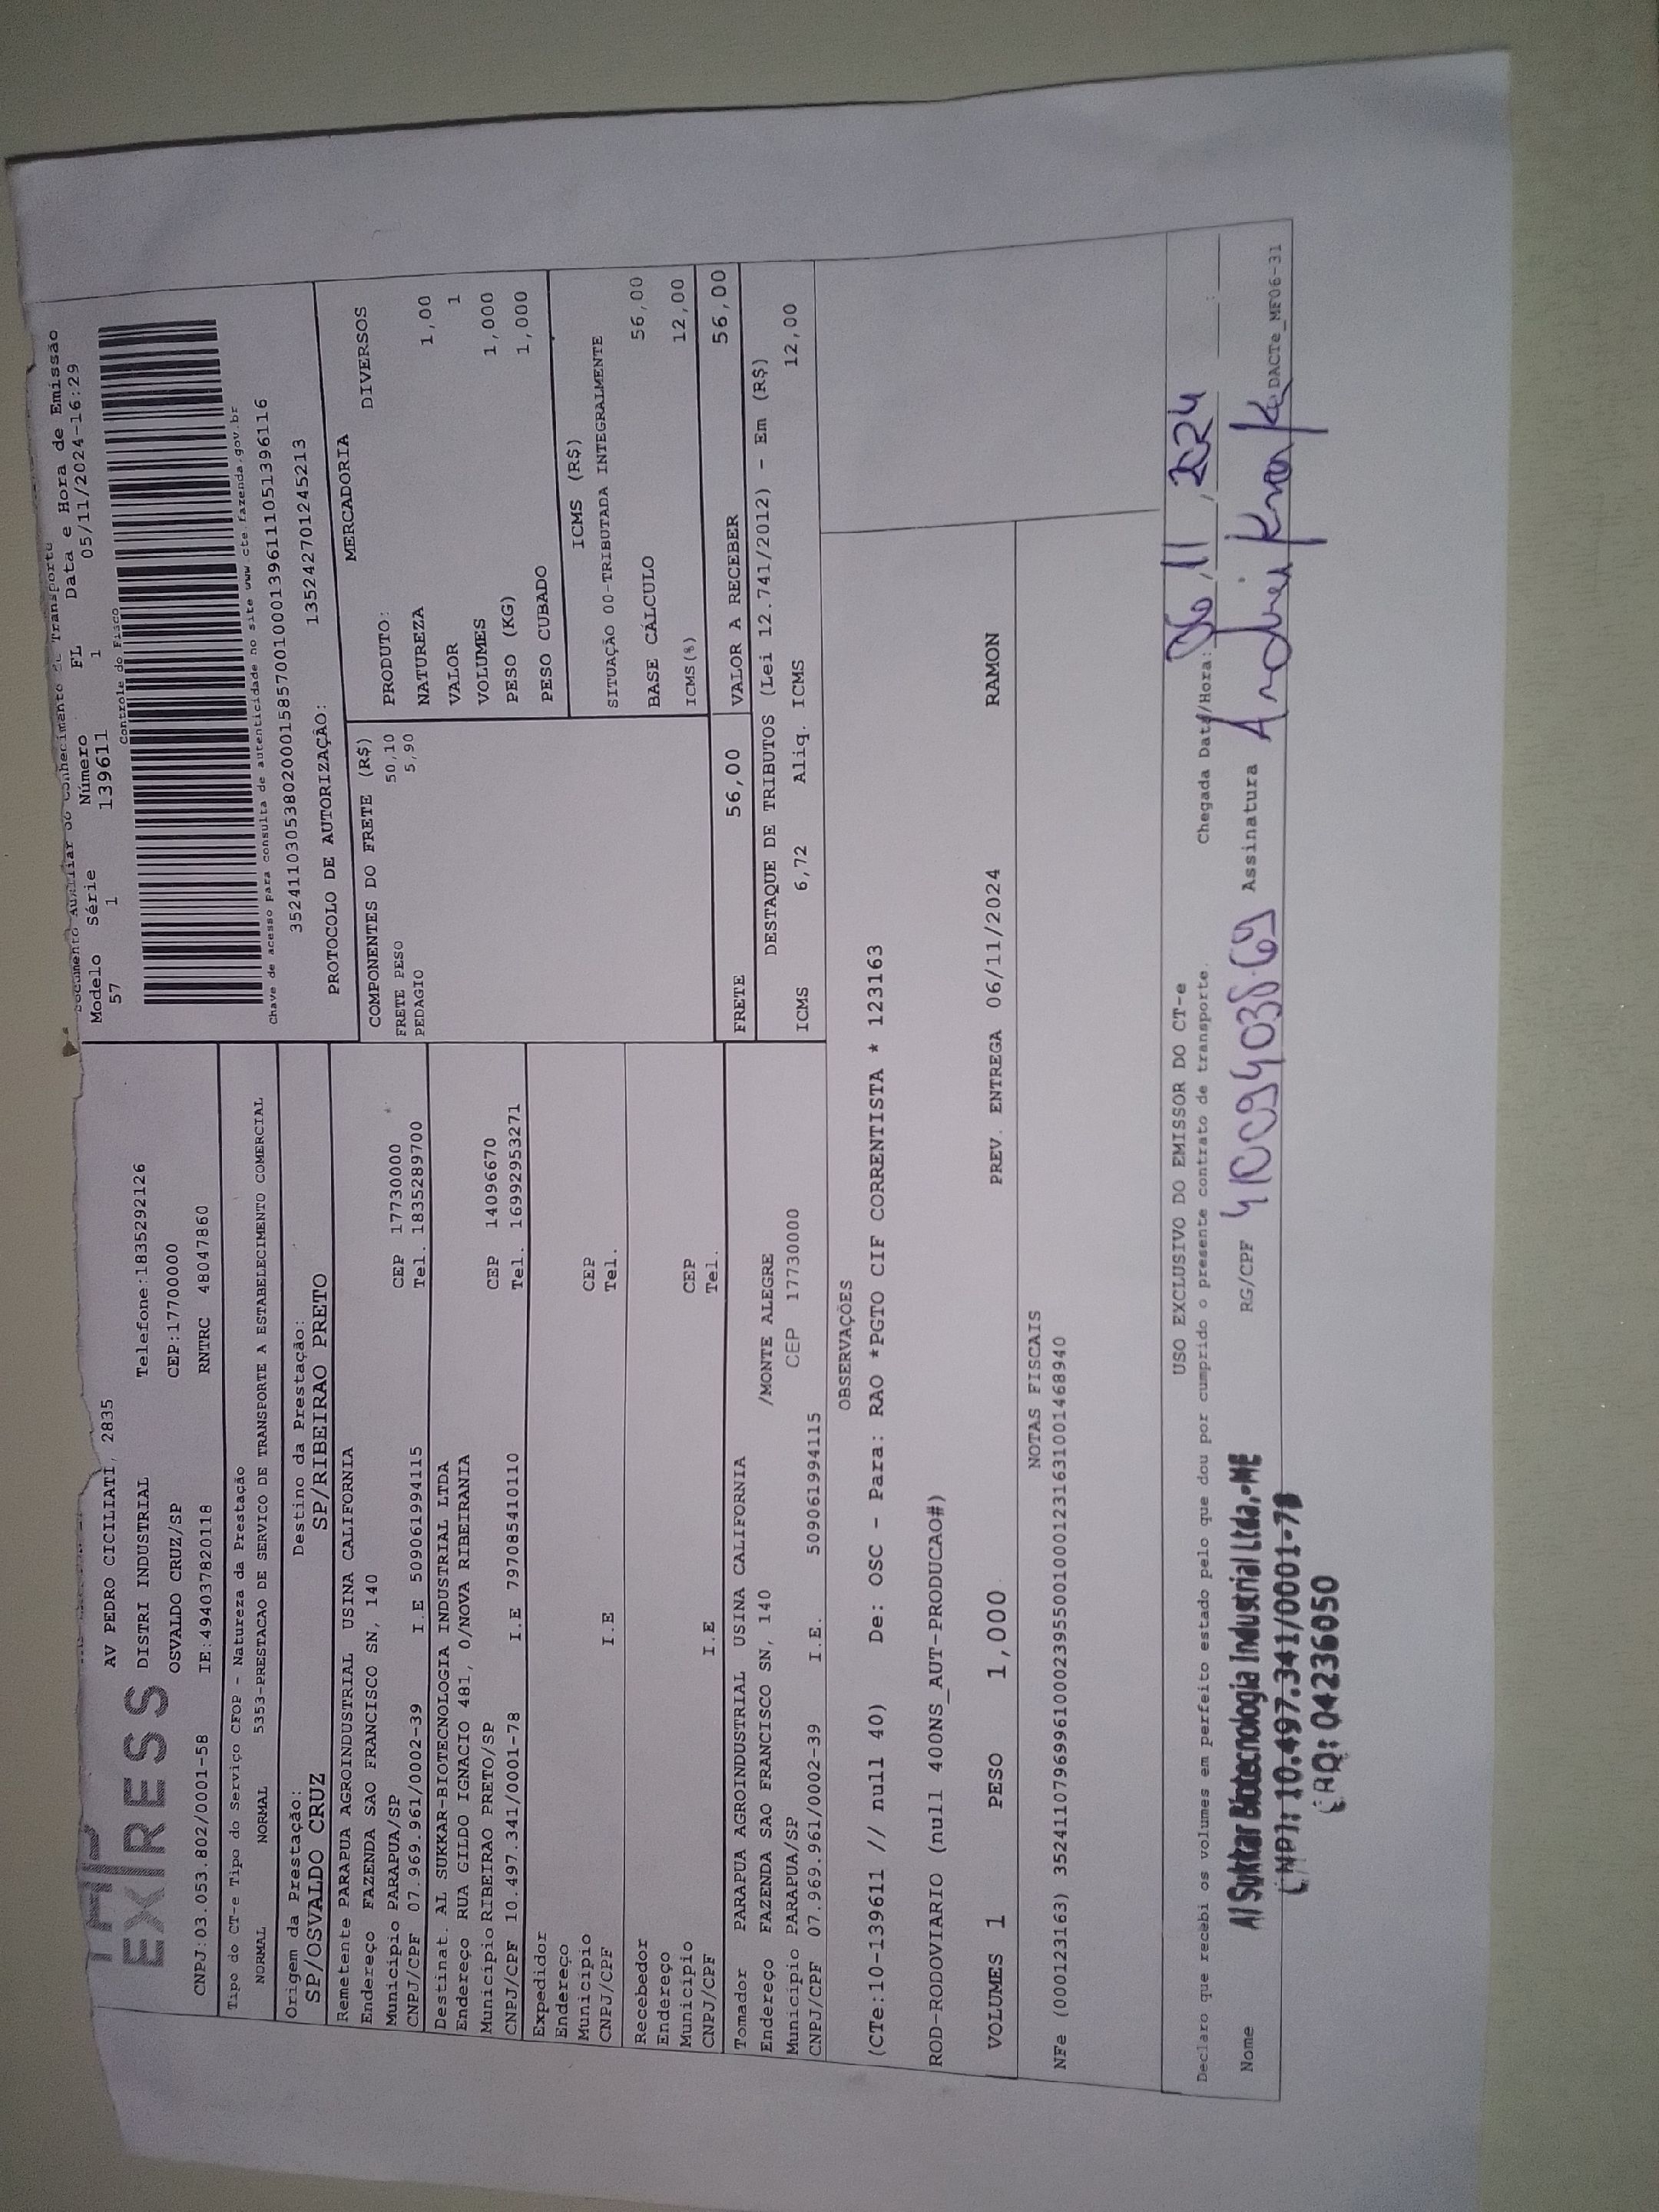 EXPRESS
AV PEDRO CICILIATI, 2835
DISTRI INDUSTRIAL Telefone:1835292126
OSVALDO CRUZ/SP CEP:17700000
CNPJ:03.053.802/0001-58 IE:494037820118 RNTRC 48047860
Documento Auxiliar do Conhecimento de Transporte
Modelo Série Número FL Data e Hora de Emissão
57 1 139611 1 05/11/2024-16:29
Controle do Fisco
Chave de acesso para consulta de autenticidade no site www.cte.fazenda.gov.br
35241103053802000158570010001396111051396116
PROTOCOLO DE AUTORIZAÇÃO: 135242701245213
Tipo do CT-e Tipo do Serviço CFOP - Natureza da Prestação
NORMAL NORMAL 5353-PRESTACAO DE SERVICO DE TRANSPORTE A ESTABELECIMENTO COMERCIAL
Origem da Prestação: Destino da Prestação:
SP/OSVALDO CRUZ SP/RIBEIRAO PRETO
Remetente PARAPUA AGROINDUSTRIAL USINA CALIFORNIA
Endereço FAZENDA SAO FRANCISCO SN, 140
Município PARAPUA/SP CEP 17730000
CNPJ/CPF 07.969.961/0002-39 I.E 509061994115 Tel. 1835289700
Destinat. AL SUKKAR-BIOTECNOLOGIA INDUSTRIAL LTDA
Endereço RUA GILDO IGNACIO 481, 0/NOVA RIBEIRANIA
Município RIBEIRAO PRETO/SP CEP 14096670
CNPJ/CPF 10.497.341/0001-78 I.E 797085410110 Tel. 16992953271
Expedidor
Endereço
Município CEP
CNPJ/CPF I.E Tel.
Recebedor
Endereço
Município CEP
CNPJ/CPF I.E Tel.
Tomador PARAPUA AGROINDUSTRIAL USINA CALIFORNIA
Endereço FAZENDA SAO FRANCISCO SN, 140 /MONTE ALEGRE
Município PARAPUA/SP CEP 17730000
CNPJ/CPF 07.969.961/0002-39 I.E. 509061994115
COMPONENTES DO FRETE (R$)
FRETE PESO 50,10
PEDAGIO 5,90
MERCADORIA
PRODUTO: DIVERSOS
NATUREZA
VALOR 1,00
VOLUMES 1
PESO (KG) 1,000
PESO CUBADO 1,000
ICMS (R$)
SITUAÇÃO 00-TRIBUTADA INTEGRALMENTE
BASE CÁLCULO 56,00
ICMS(%) 12,00
FRETE 56,00 VALOR A RECEBER 56,00
DESTAQUE DE TRIBUTOS (Lei 12.741/2012) - Em (R$)
ICMS 6,72 Aliq. ICMS 12,00
OBSERVAÇÕES
(CTe:10-139611 // null 40) De: OSC - Para: RAO *PGTO CIF CORRENTISTA * 123163
ROD-RODOVIARIO (null 400NS_AUT-PRODUCAO#)
VOLUMES 1 PESO 1,000 PREV. ENTREGA 06/11/2024 RAMON
NOTAS FISCAIS
NFe (000123163) 35241107969961000239550010001231631001468940
USO EXCLUSIVO DO EMISSOR DO CT-e
Declaro que recebi os volumes em perfeito estado pelo que dou por cumprido o presente contrato de transporte. Chegada Data/Hora: 06/11/224
Nome Al Sukkar Biotecnologia Industrial Ltda,-ME RG/CPF Assinatura
CNPJ: 10.497.341/0001-78 DACTe_MF06-31
CRQ: 04236050